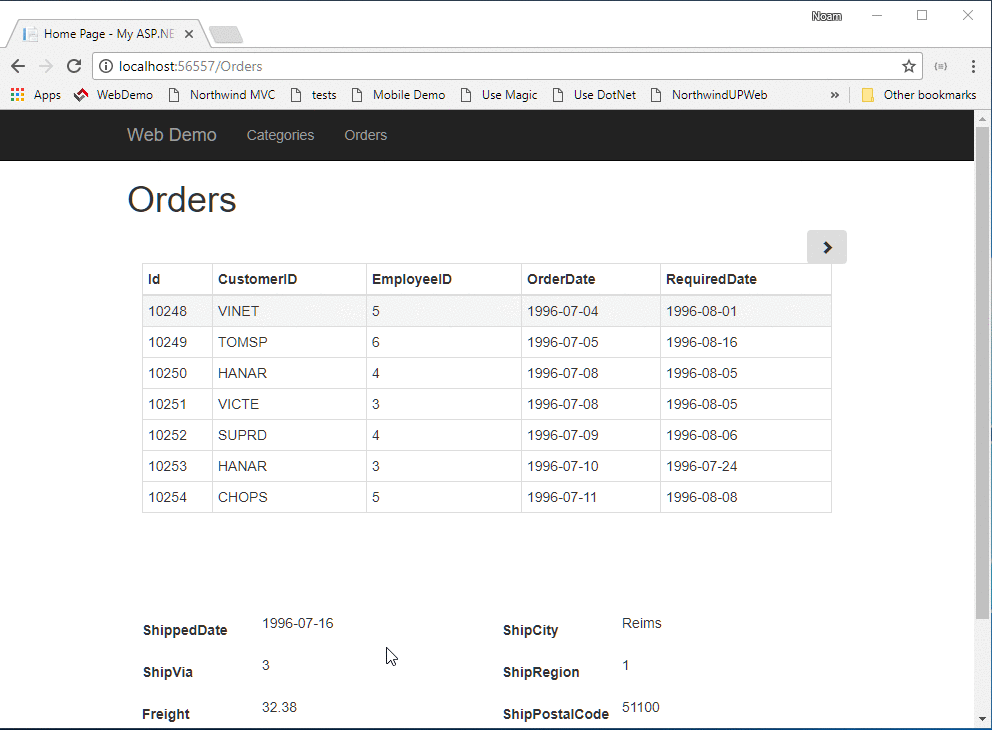 Noam
Home Page - My ASP.NE
localhost:56557/Orders
Apps WebDemo Northwind MVC tests Mobile Demo Use Magic Use DotNet NorthwindUPWeb » Other bookmarks
Web Demo Categories Orders
Orders
Id CustomerID EmployeeID OrderDate RequiredDate
10248 VINET 5 1996-07-04 1996-08-01
10249 TOMSP 6 1996-07-05 1996-08-16
10250 HANAR 4 1996-07-08 1996-08-05
10251 VICTE 3 1996-07-08 1996-08-05
10252 SUPRD 4 1996-07-09 1996-08-06
10253 HANAR 3 1996-07-10 1996-07-24
10254 CHOPS 5 1996-07-11 1996-08-08
ShippedDate 1996-07-16 ShipCity Reims
ShipVia 3 ShipRegion 1
Freight 32.38 ShipPostalCode 51100